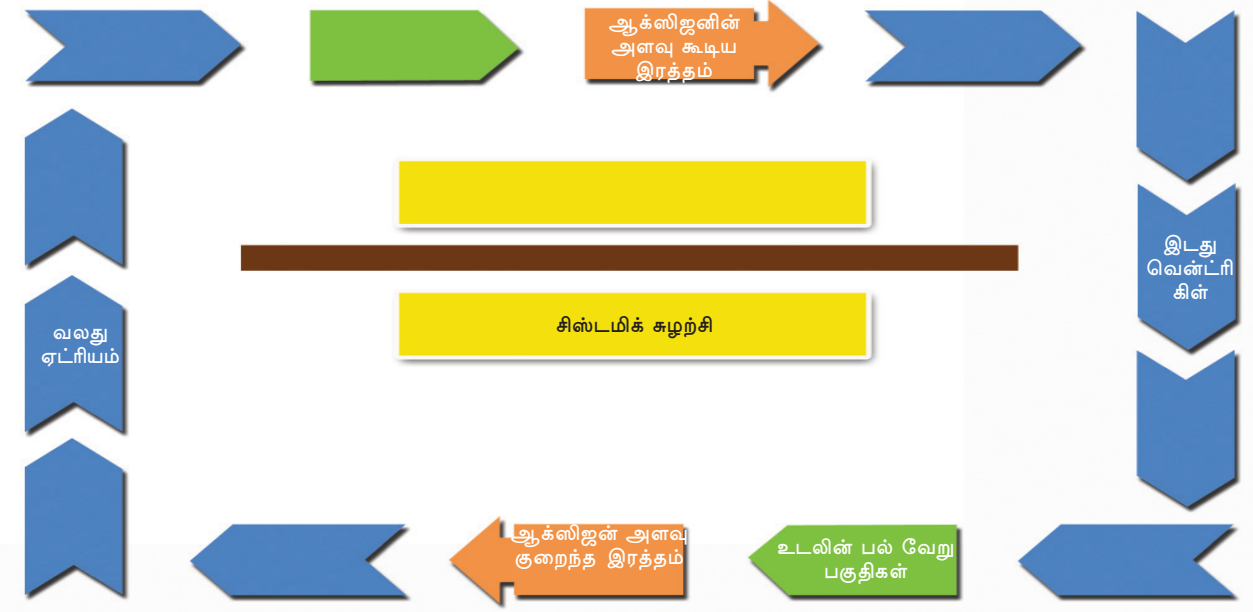 ஆக்ஸிஜனின்
அளவு கூடிய
இரத்தம்
இடது
வென்ட்ரி
கிள்
சிஸ்டமிக் சுழற்சி
வலது
ஏட்ரியம்
ஆக்ஸிஜன் அளவு
குறைந்த இரத்தம்
உடலின் பல் வேறு
பகுதிகள்